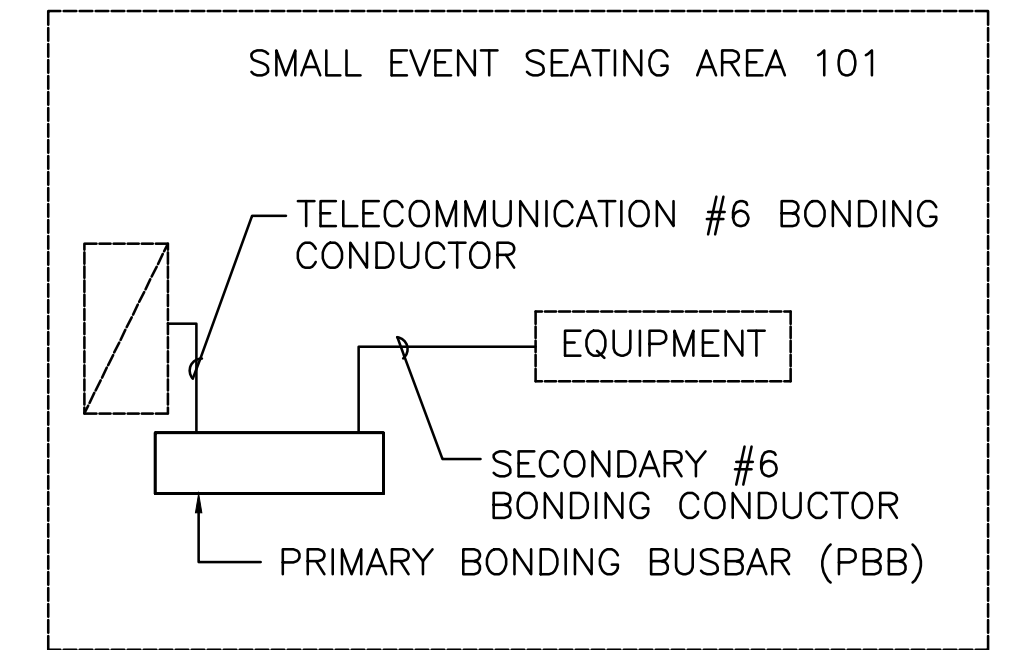 SMALL EVENT SEATING AREA 101
TELECOMMUNICATION #6 BONDING
CONDUCTOR
EQUIPMENT
SECONDARY #6
BONDING CONDUCTOR
PRIMARY BONDING BUSBAR (PBB)